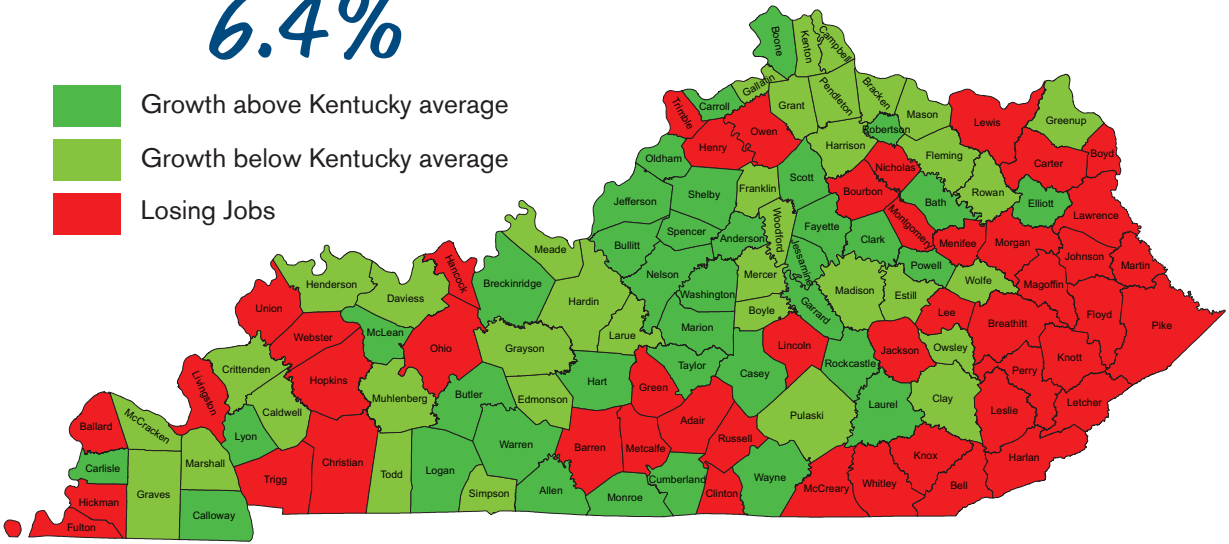 6.4%
Growth above Kentucky average
Growth below Kentucky average
Losing Jobs
Boone
Kenton
Campbell
Gallatin
Grant
Pendleton
Bracken
Mason
Trimble
Carroll
Owen
Henry
Robertson
Harrison
Lewis
Greenup
Oldham
Fleming
Nicholas
Carter
Boyd
Jefferson
Shelby
Franklin
Scott
Bourbon
Rowan
Bath
Elliott
Lawrence
Bullitt
Spencer
Anderson
Woodford
Fayette
Clark
Montgomery
Menifee
Morgan
Johnson
Martin
Meade
Nelson
Washington
Mercer
Jessamine
Madison
Powell
Estill
Wolfe
Magoffin
Hancock
Breckinridge
Hardin
Larue
Marion
Boyle
Garrard
Lee
Breathitt
Floyd
Pike
Henderson
Daviess
Union
Webster
McLean
Ohio
Grayson
Hart
Green
Taylor
Casey
Lincoln
Rockcastle
Jackson
Owsley
Perry
Knott
Crittenden
Livingston
Hopkins
Muhlenberg
Butler
Edmonson
Adair
Pulaski
Laurel
Clay
Leslie
Letcher
Ballard
McCracken
Caldwell
Lyon
Warren
Barren
Metcalfe
Russell
Knox
Harlan
Carlisle
Graves
Marshall
Trigg
Christian
Todd
Logan
Simpson
Allen
Monroe
Cumberland
Clinton
Wayne
McCreary
Whitley
Bell
Hickman
Fulton
Calloway